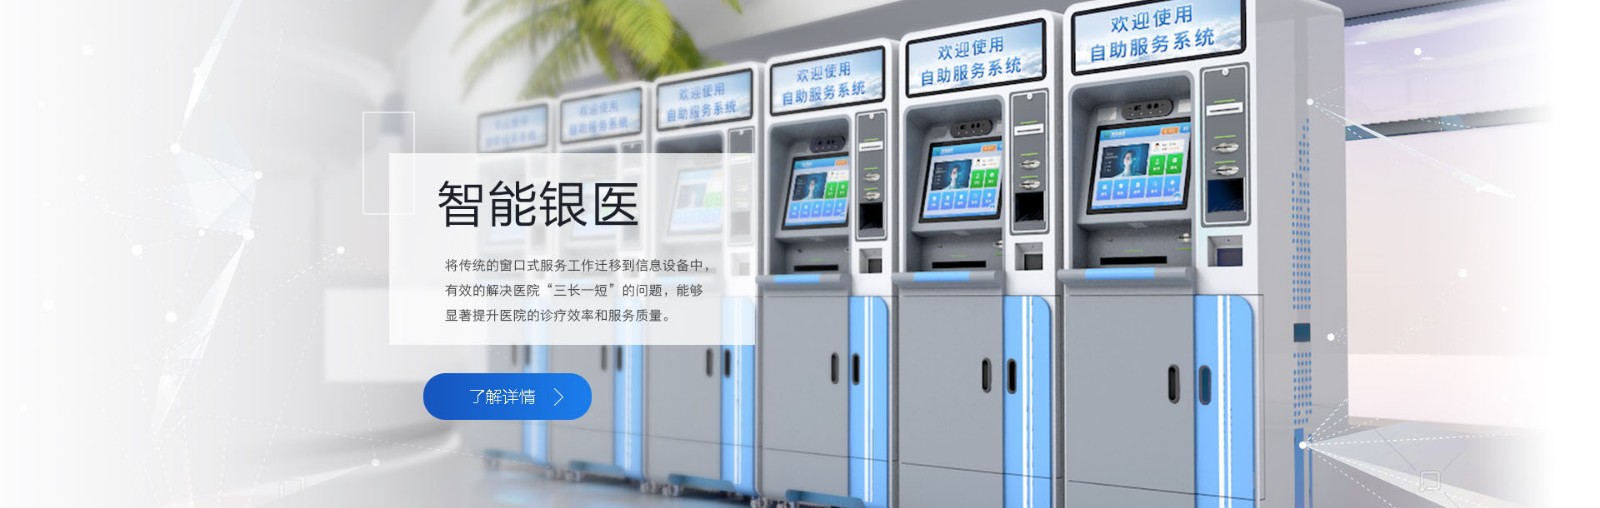 欢迎使用
自助服务系统
欢迎使用
自助服务系统
欢迎使用
自助服务系统
欢迎使用
自助服务系统
欢迎使用
自助服务系统
智能银医
将传统的窗口式服务工作迁移到信息设备中，
有效的解决医院“三长一短”的问题，能够
显著提升医院的诊疗效率和服务质量。
了解详情